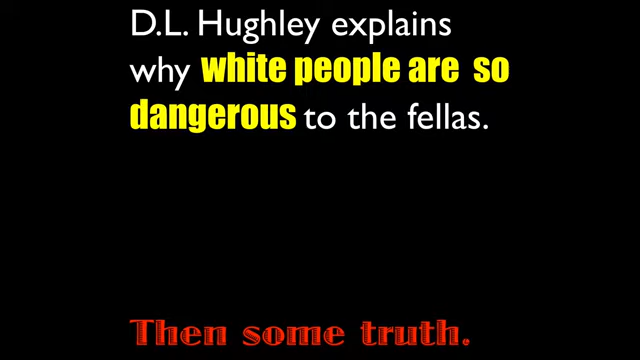 D.L. Hughley explains
why white people are so
dangerous to the fellas.
Then some truth.